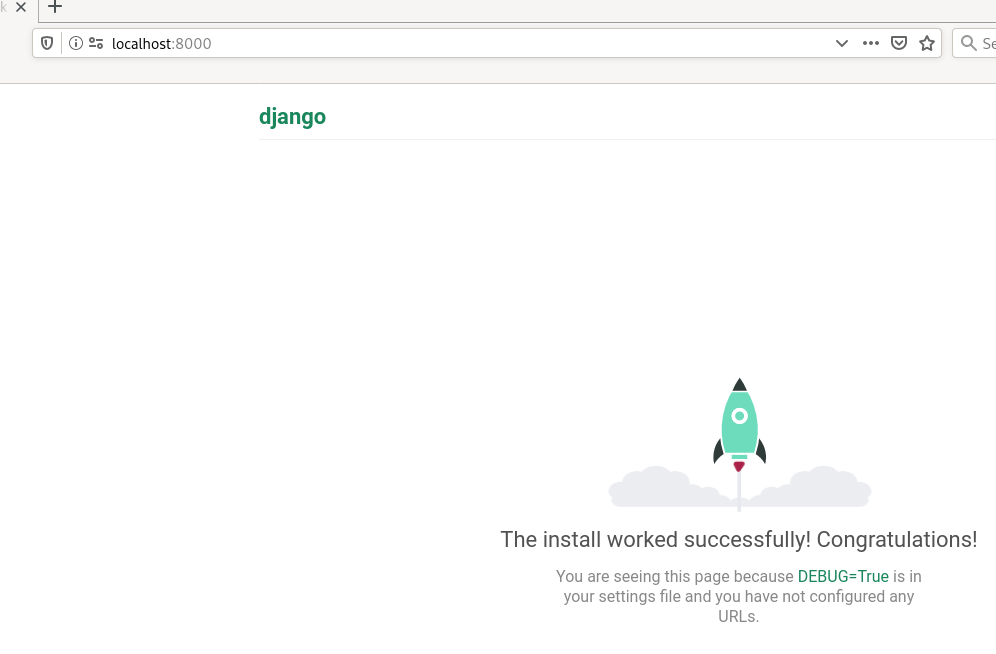 k
localhost:8000
Se
django
The install worked successfully! Congratulations!
You are seeing this page because DEBUG=True is in
your settings file and you have not configured any
URLs.